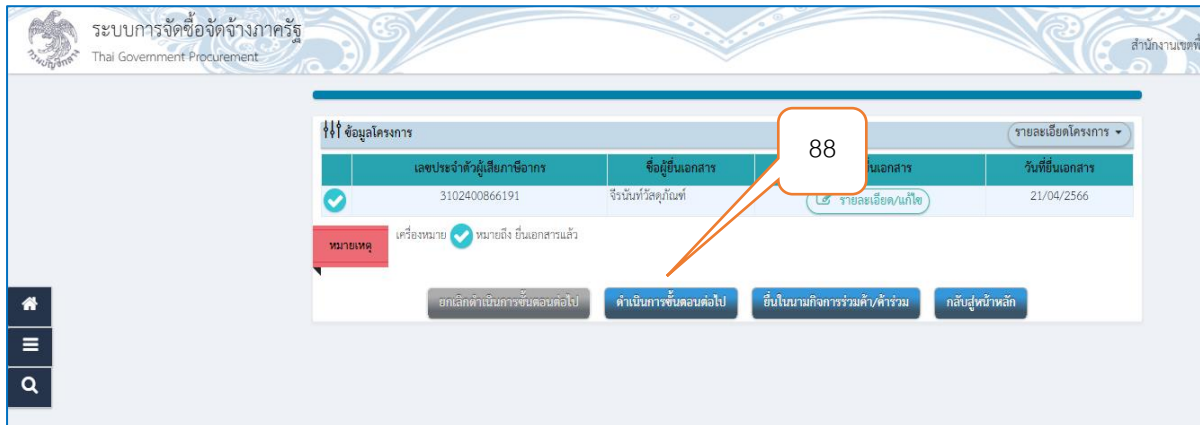 ระบบการจัดซื้อจัดจ้างภาครัฐ
Thai Government Procurement
สำนักงานเขตพื้
ข้อมูลโครงการ
รายละเอียดโครงการ
88
เลขประจำตัวผู้เสียภาษีอากร ชื่อผู้ยื่นเอกสาร ยื่นเอกสาร วันที่ยื่นเอกสาร
3102400866191 จีรนันท์วัสดุภัณฑ์ รายละเอียด/แก้ไข 21/04/2566
หมายเหตุ เครื่องหมาย หมายถึง ยื่นเอกสารแล้ว
ยกเลิกดำเนินการขั้นตอนต่อไป ดำเนินการขั้นตอนต่อไป ยื่นในนามกิจการร่วมค้า/ค้าร่วม กลับสู่หน้าหลัก